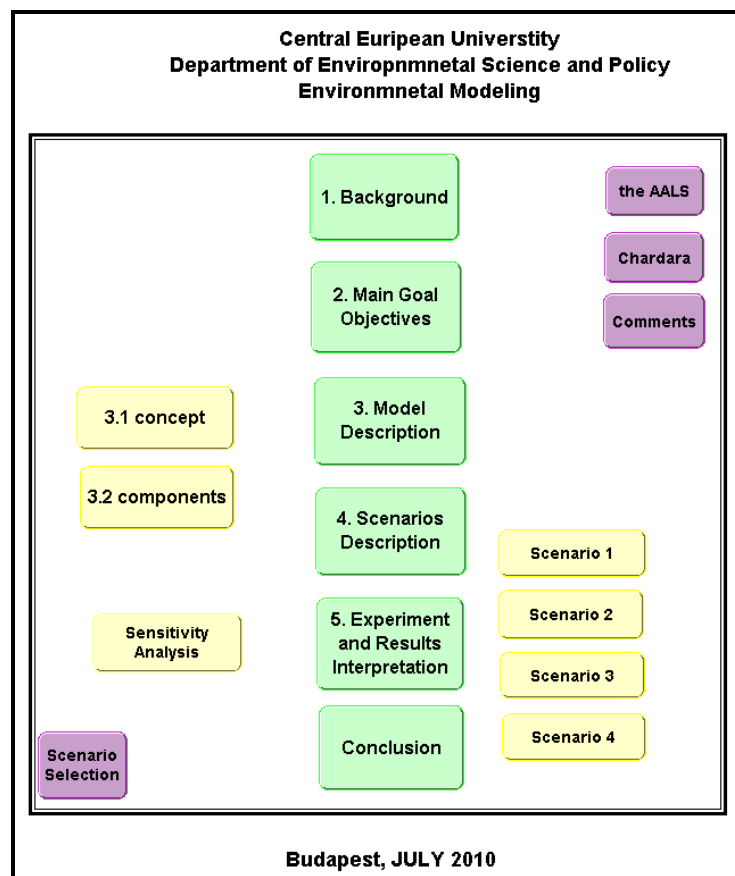 Central Euripean Universtity
Department of Enviropnmnetal Science and Policy
Environmnetal Modeling
1. Background
the AALS
Chardara
2. Main Goal
Objectives
Comments
3. Model
Description
3.1 concept
3.2 components
4. Scenarios
Description
Scenario 1
Scenario 2
5. Experiment
and Results
Interpretation
Sensitivity
Analysis
Scenario 3
Scenario 4
Conclusion
Scenario
Selection
Budapest, JULY 2010